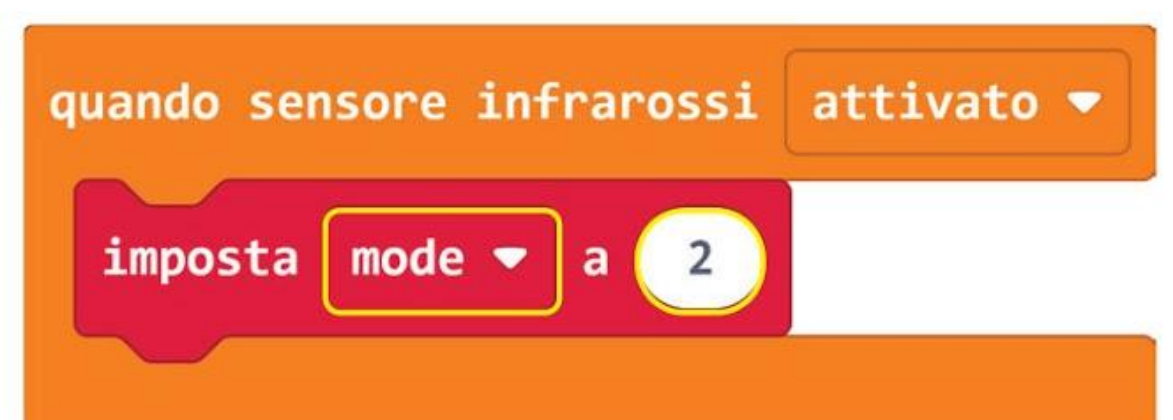 quando sensore infrarossi attivato
imposta mode a 2